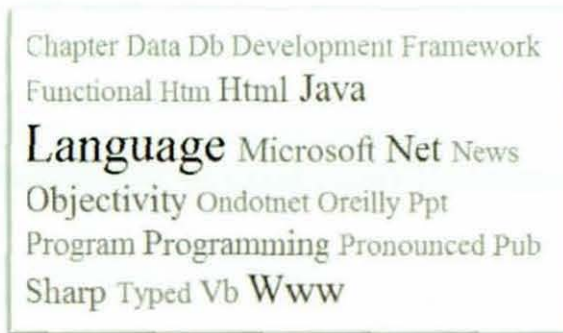 Chapter Data Db Development Framework
Functional Htm Html Java
Language Microsoft Net News
Objectivity Ondotnet Oreilly Ppt
Program Programming Pronounced Pub
Sharp Typed Vb Www